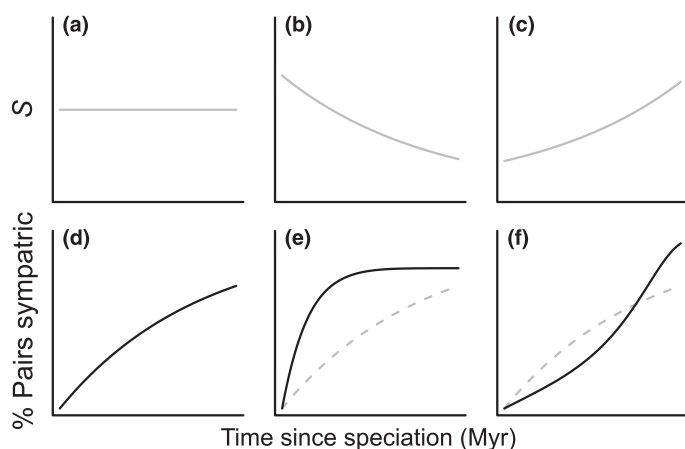 (a)
(b)
(c)
S
(d)
(e)
(f)
% Pairs sympatric
Time since speciation (Myr)